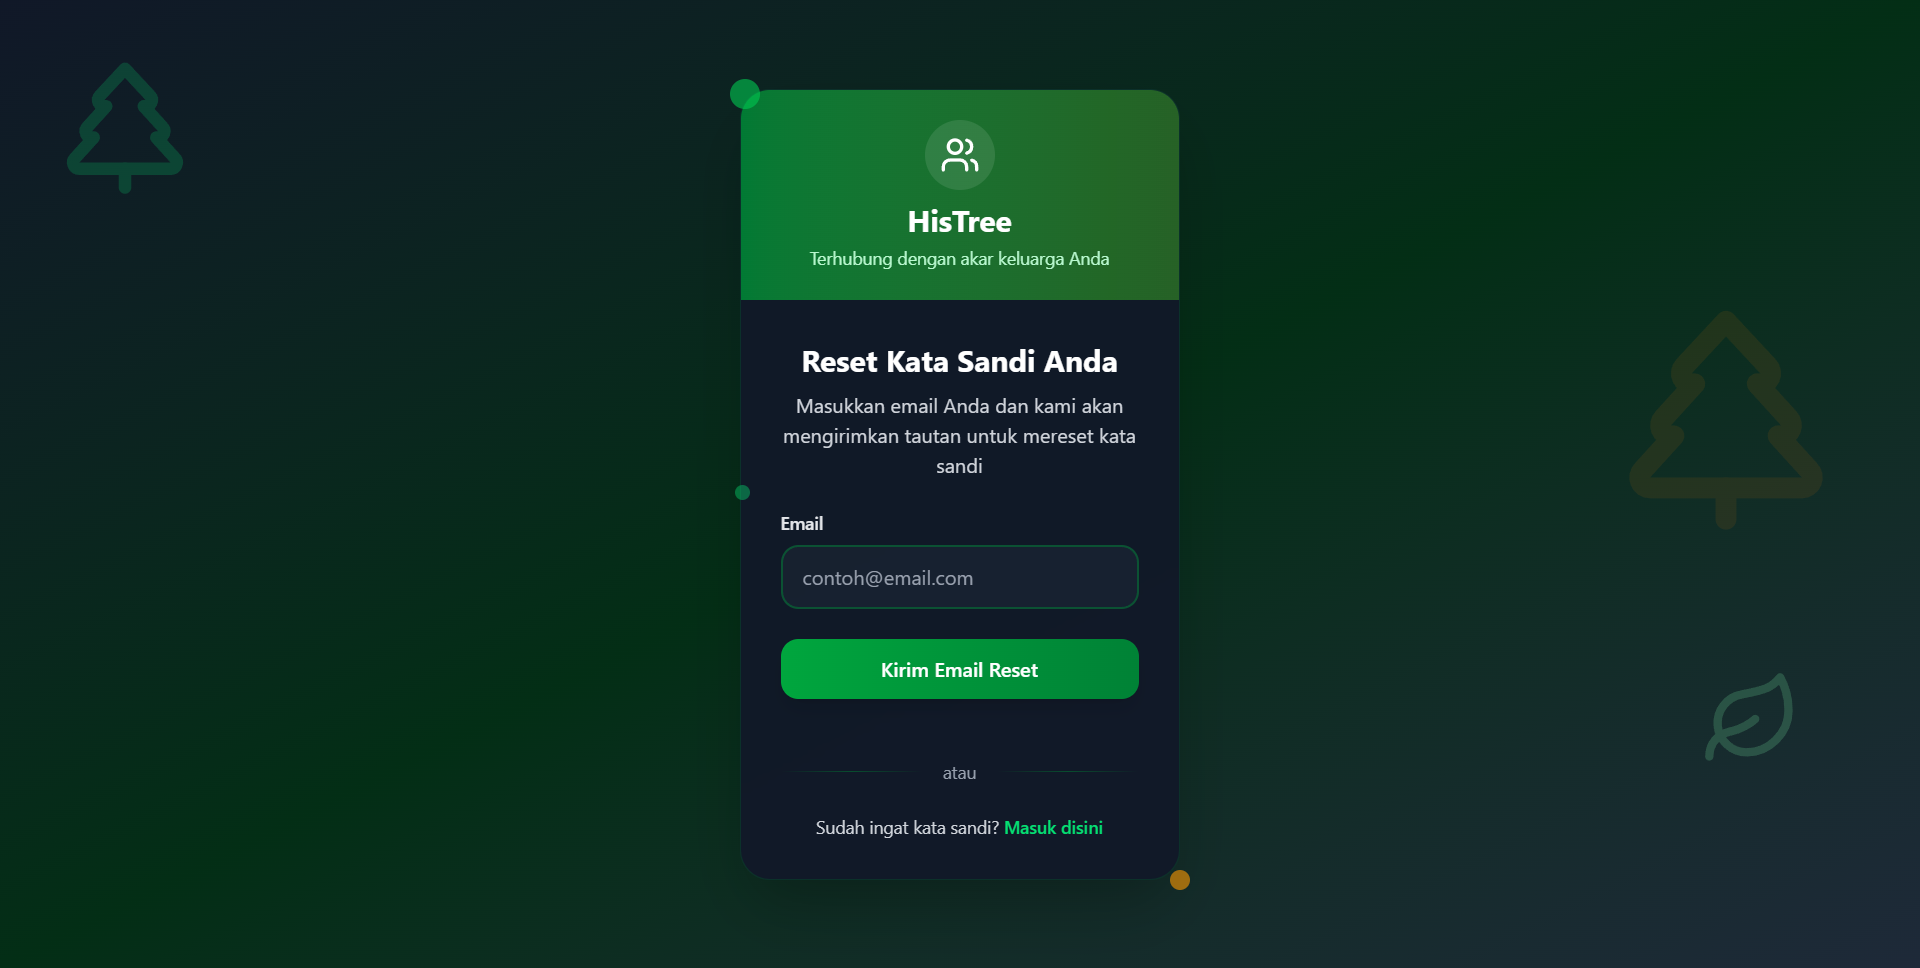 HisTree
Terhubung dengan akar keluarga Anda
Reset Kata Sandi Anda
Masukkan email Anda dan kami akan
mengirimkan tautan untuk mereset kata
sandi
Email
contoh@email.com
Kirim Email Reset
atau
Sudah ingat kata sandi? Masuk disini